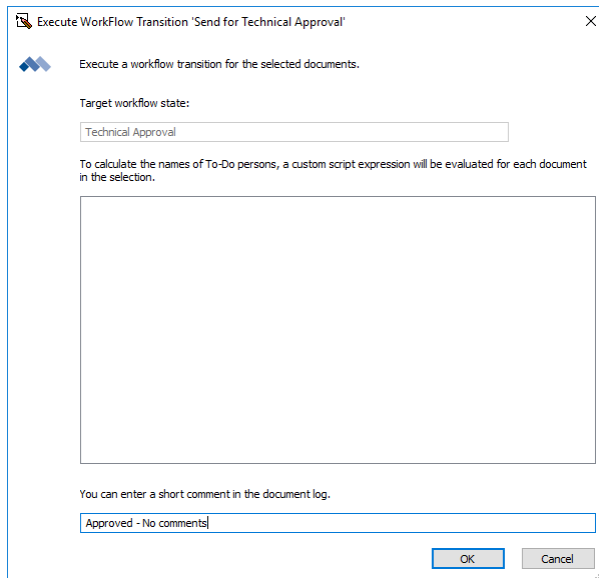 Execute WorkFlow Transition 'Send for Technical Approval'
Execute a workflow transition for the selected documents.
Target workflow state:
Technical Approval
To calculate the names of To-Do persons, a custom script expression will be evaluated for each document
in the selection.
You can enter a short comment in the document log.
Approved - No comments
OK Cancel